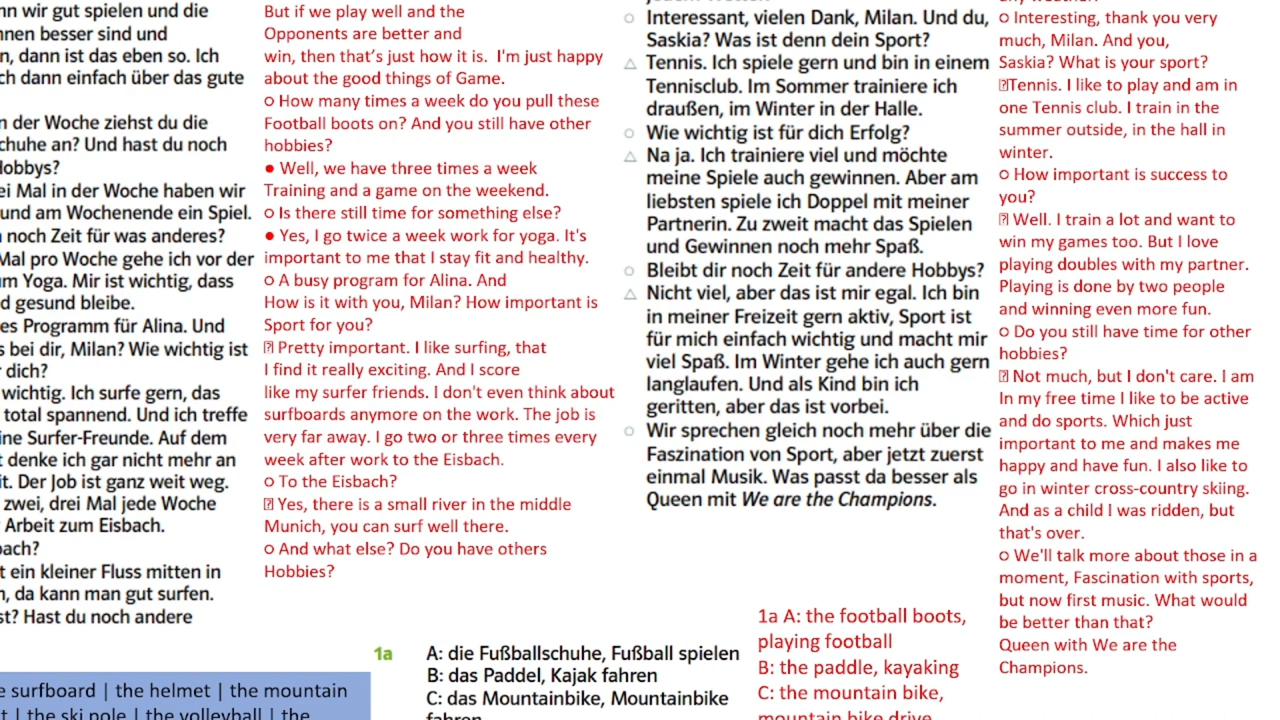 nn wir gut spielen und die
nnen besser sind und
n, dann ist das eben so. Ich
ch dann einfach über das gute
n der Woche ziehst du die
chuhe an? Und hast du noch
Hobbys?
ei Mal in der Woche haben wir
und am Wochenende ein Spiel.
noch Zeit für was anderes?
Mal pro Woche gehe ich vor der
um Yoga. Mir ist wichtig, dass
d gesund bleibe.
es Programm für Alina. Und
s bei dir, Milan? Wie wichtig ist
r dich?
wichtig. Ich surfe gern, das
total spannend. Und ich treffe
ine Surfer-Freunde. Auf dem
t denke ich gar nicht mehr an
it. Der Job ist ganz weit weg.
zwei, drei Mal jede Woche
r Arbeit zum Eisbach.
bach?
t ein kleiner Fluss mitten in
n, da kann man gut surfen.
st? Hast du noch andere
But if we play well and the
Opponents are better and
win, then that's just how it is. I'm just happy
about the good things of Game.
○ How many times a week do you pull these
Football boots on? And you still have other
hobbies?
● Well, we have three times a week
Training and a game on the weekend.
○ Is there still time for something else?
● Yes, I go twice a week work for yoga. It's
important to me that I stay fit and healthy.
○ A busy program for Alina. And
How is it with you, Milan? How important is
Sport for you?
Pretty important. I like surfing, that
I find it really exciting. And I score
like my surfer friends. I don't even think about
surfboards anymore on the work. The job is
very far away. I go two or three times every
week after work to the Eisbach.
○ To the Eisbach?
Yes, there is a small river in the middle
Munich, you can surf well there.
○ And what else? Do you have others
Hobbies?
○ Interessant, vielen Dank, Milan. Und du,
Saskia? Was ist denn dein Sport?
△ Tennis. Ich spiele gern und bin in einem
Tennisclub. Im Sommer trainiere ich
draußen, im Winter in der Halle.
○ Wie wichtig ist für dich Erfolg?
△ Na ja. Ich trainiere viel und möchte
meine Spiele auch gewinnen. Aber am
liebsten spiele ich Doppel mit meiner
Partnerin. Zu zweit macht das Spielen
und Gewinnen noch mehr Spaß.
○ Bleibt dir noch Zeit für andere Hobbys?
△ Nicht viel, aber das ist mir egal. Ich bin
in meiner Freizeit gern aktiv, Sport ist
für mich einfach wichtig und macht mir
viel Spaß. Im Winter gehe ich auch gern
langlaufen. Und als Kind bin ich
geritten, aber das ist vorbei.
○ Wir sprechen gleich noch mehr über die
Faszination von Sport, aber jetzt zuerst
einmal Musik. Was passt da besser als
Queen mit We are the Champions.
○ Interesting, thank you very
much, Milan. And you,
Saskia? What is your sport?
Tennis. I like to play and am in
one Tennis club. I train in the
summer outside, in the hall in
winter.
○ How important is success to
you?
Well. I train a lot and want to
win my games too. But I love
playing doubles with my partner.
Playing is done by two people
and winning even more fun.
○ Do you still have time for other
hobbies?
Not much, but I don't care. I am
In my free time I like to be active
and do sports. Which just
important to me and makes me
happy and have fun. I also like to
go in winter cross-country skiing.
And as a child I was ridden, but
that's over.
○ We'll talk more about those in a
moment, Fascination with sports,
but now first music. What would
be better than that?
Queen with We are the
Champions.
1a A: die Fußballschuhe, Fußball spielen
B: das Paddel, Kajak fahren
C: das Mountainbike, Mountainbike
fahren
1a A: the football boots,
playing football
B: the paddle, kayaking
C: the mountain bike,
mountain bike drive
e surfboard | the helmet | the mountain
t | the ski pole | the volleyball | the